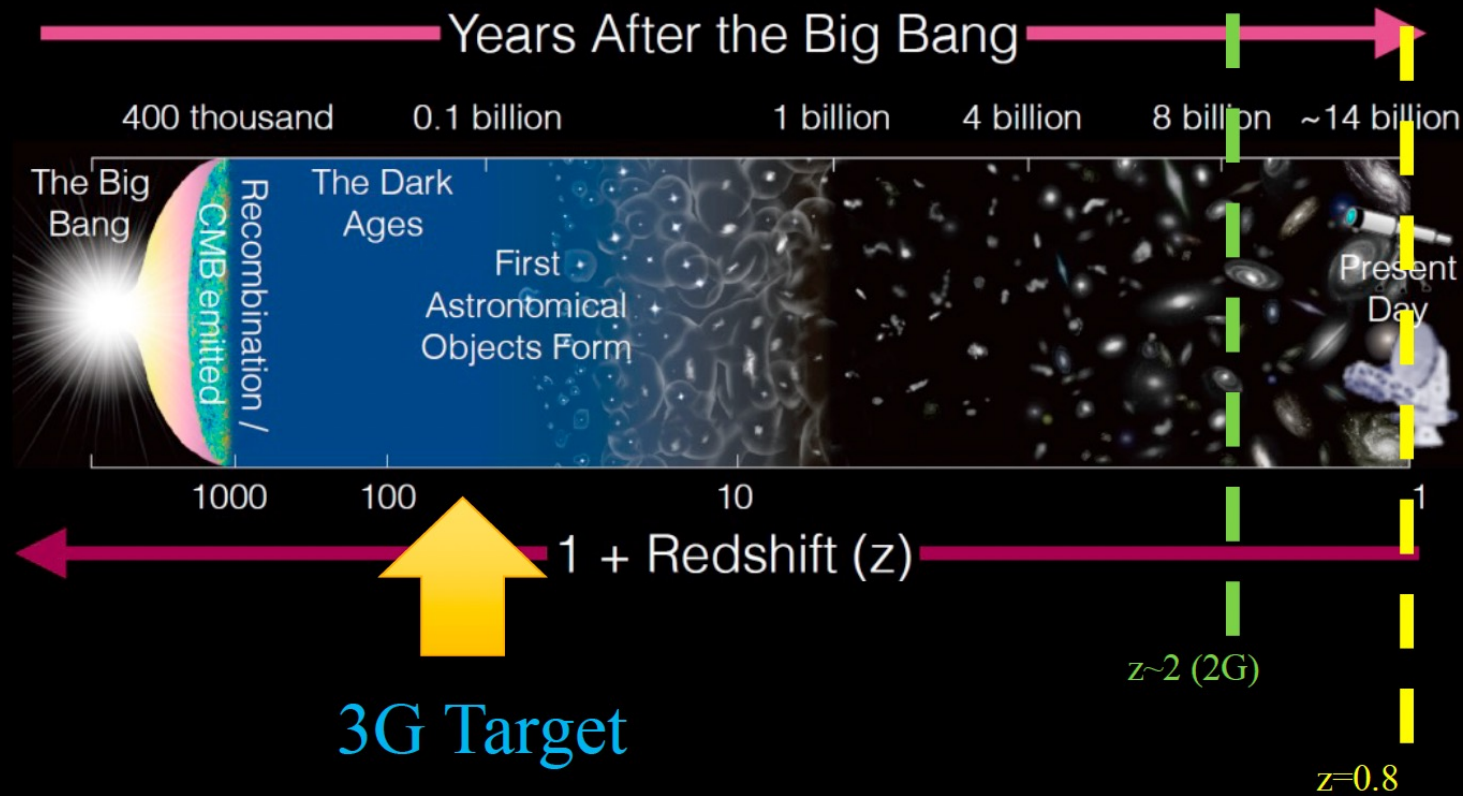 Years After the Big Bang
400 thousand 0.1 billion 1 billion 4 billion 8 billion ~14 billion
The Big
Bang
CMB emitted
Recombination /
The Dark
Ages
First
Astronomical
Objects Form
Present
Day
1000 100 10 1
1 + Redshift (z)
z~2 (2G)
3G Target
z=0.8